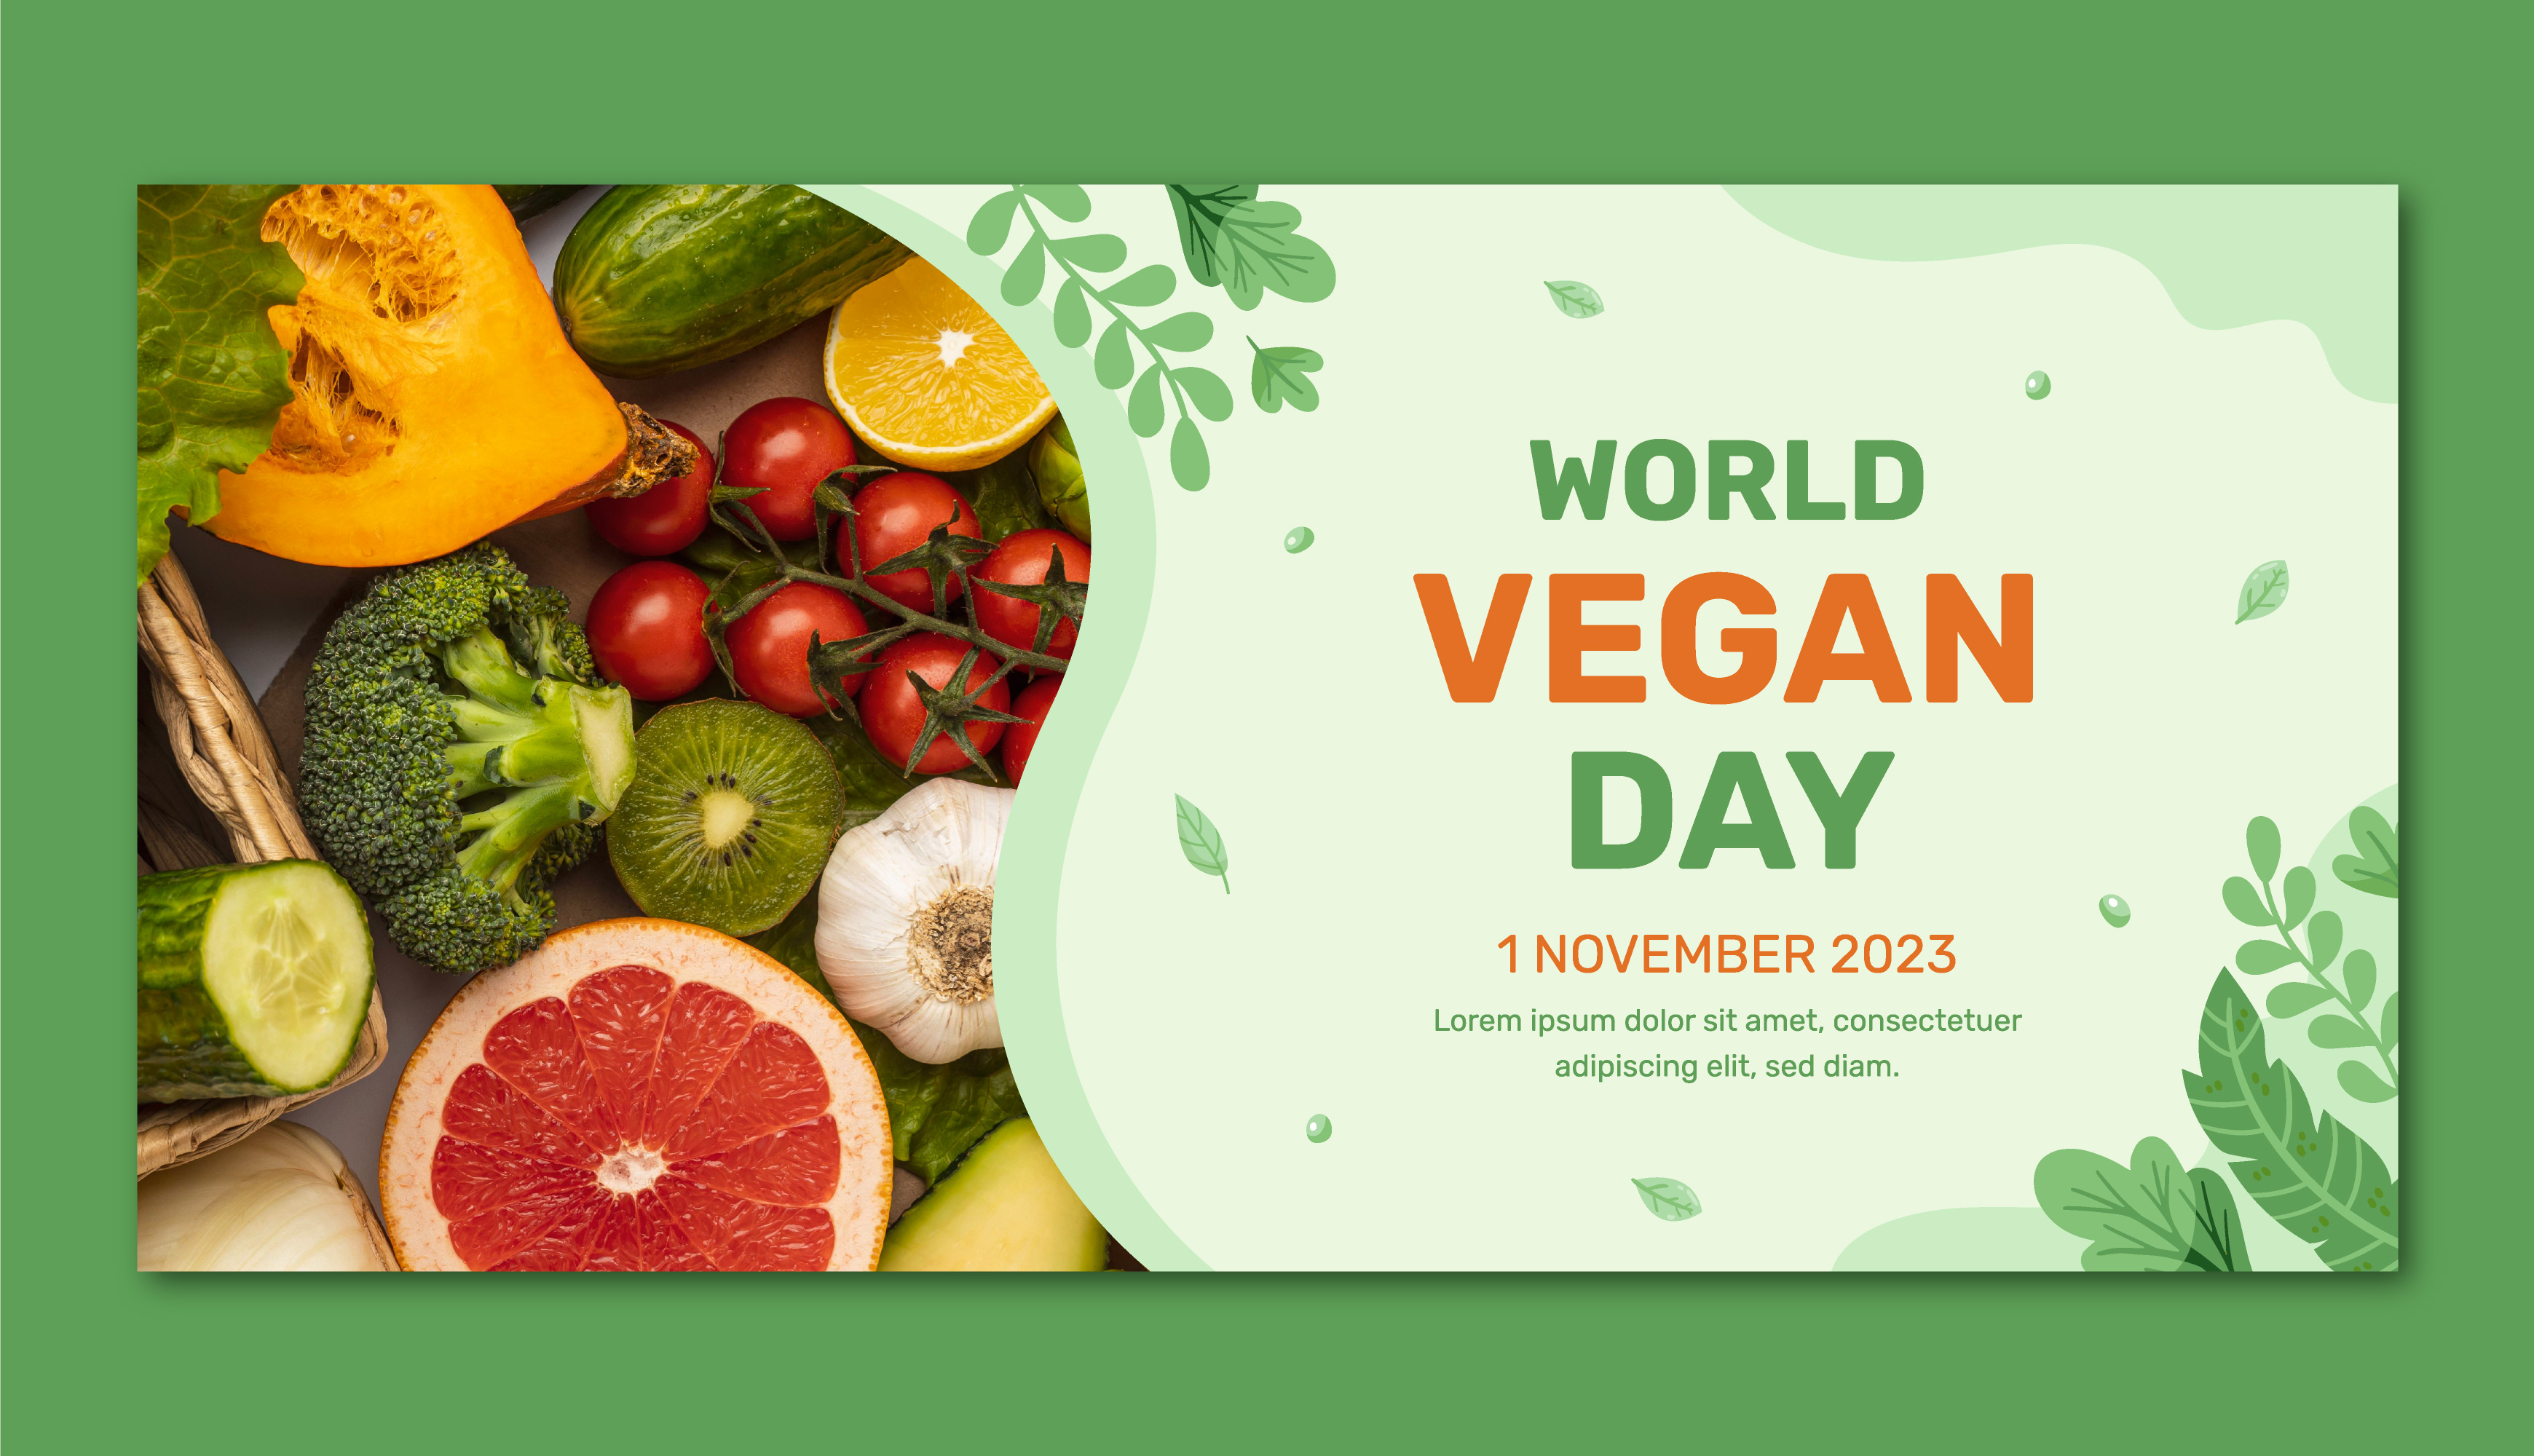 WORLD
VEGAN
DAY
1 NOVEMBER 2023
Lorem ipsum dolor sit amet, consectetuer
adipiscing elit, sed diam.